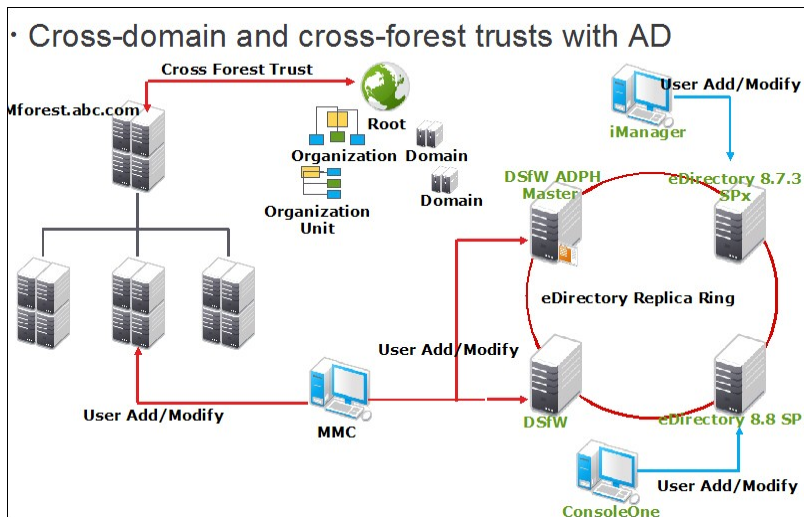 · Cross-domain and cross-forest trusts with AD
Cross Forest Trust
Mforest.abc.com
Root
Organization
Domain
Organization
Unit
Domain
User Add/Modify
iManager
DSfW ADPH
Master
eDirectory 8.7.3
SPx
eDirectory Replica Ring
User Add/Modify
User Add/Modify
MMC
DSfW
eDirectory 8.8 SP
User Add/Modify
ConsoleOne